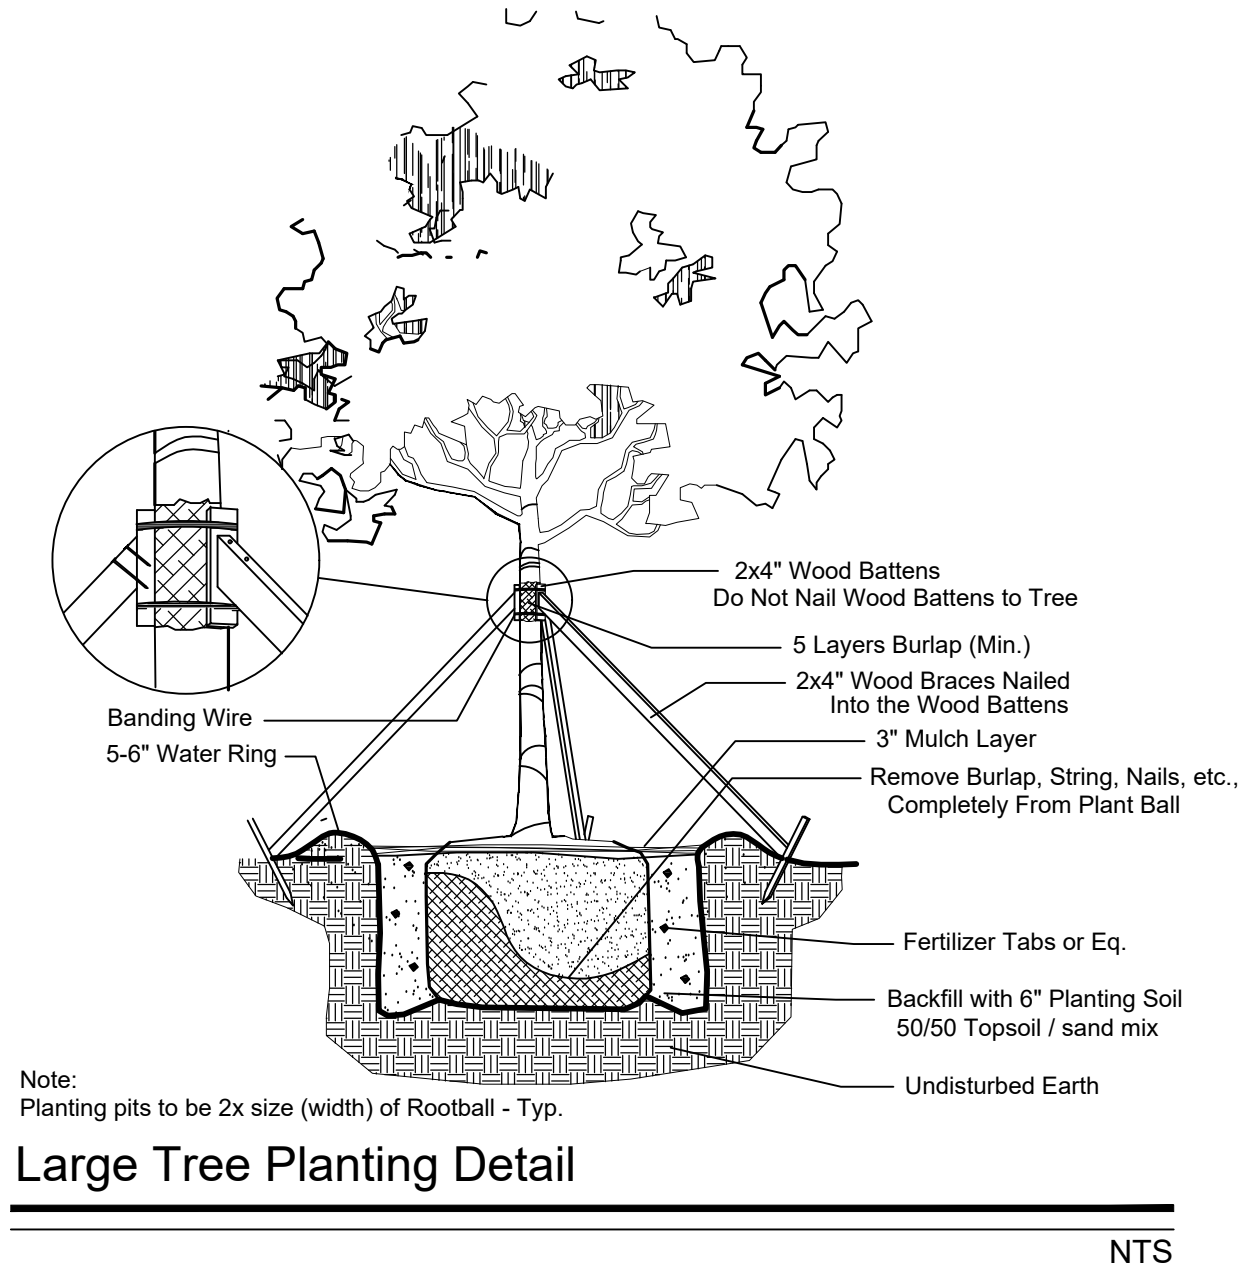 2x4" Wood Battens
Do Not Nail Wood Battens to Tree
5 Layers Burlap (Min.)
2x4" Wood Braces Nailed
Into the Wood Battens
Banding Wire
3" Mulch Layer
5-6" Water Ring
Remove Burlap, String, Nails, etc.,
Completely From Plant Ball
Fertilizer Tabs or Eq.
Backfill with 6" Planting Soil
50/50 Topsoil / sand mix
Undisturbed Earth
Note:
Planting pits to be 2x size (width) of Rootball - Typ.
Large Tree Planting Detail
NTS